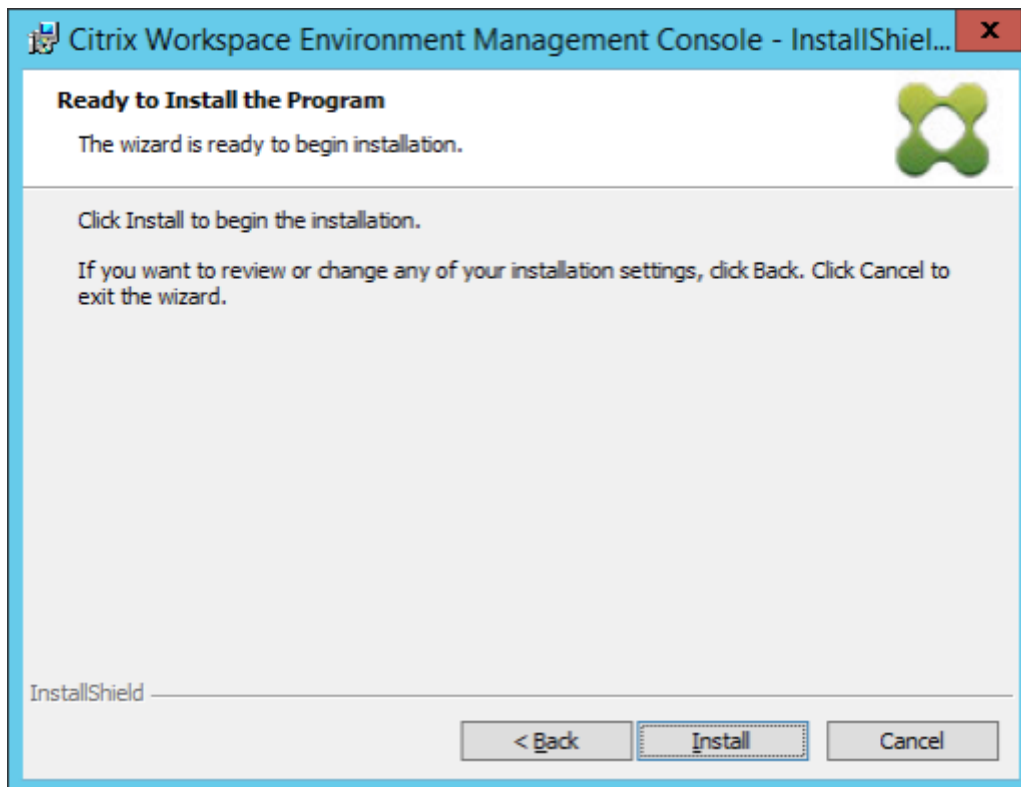 Citrix Workspace Environment Management Console - InstallShiel...
x
Ready to Install the Program
The wizard is ready to begin installation.
Click Install to begin the installation.
If you want to review or change any of your installation settings, click Back. Click Cancel to
exit the wizard.
InstallShield
< Back
Install
Cancel